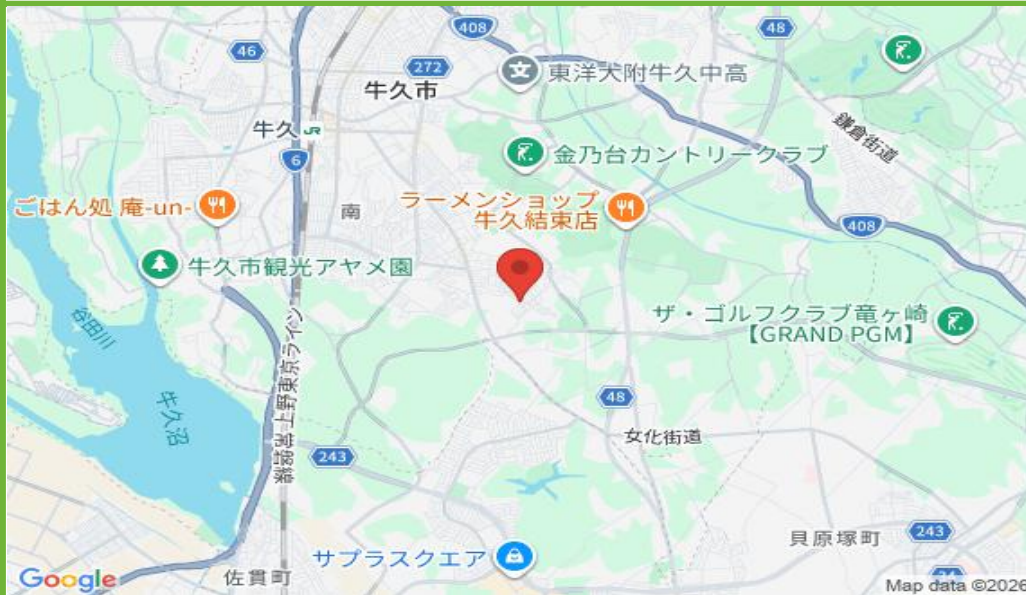 408
48
46
272
東洋大附牛久中高
牛久市
鎌倉街道
牛久 JR
6
金乃台カントリークラブ
ラーメンショップ
牛久結束店
ごはん処 庵-un-
南
408
牛久市観光アヤメ園
ザ・ゴルフクラブ竜ヶ崎
【GRAND PGM】
谷田川
常磐線(上野東京ライン)
牛久沼
48
女化街道
243
貝原塚町
243
サプラスクエア
佐貫町
Google
Map data ©2026